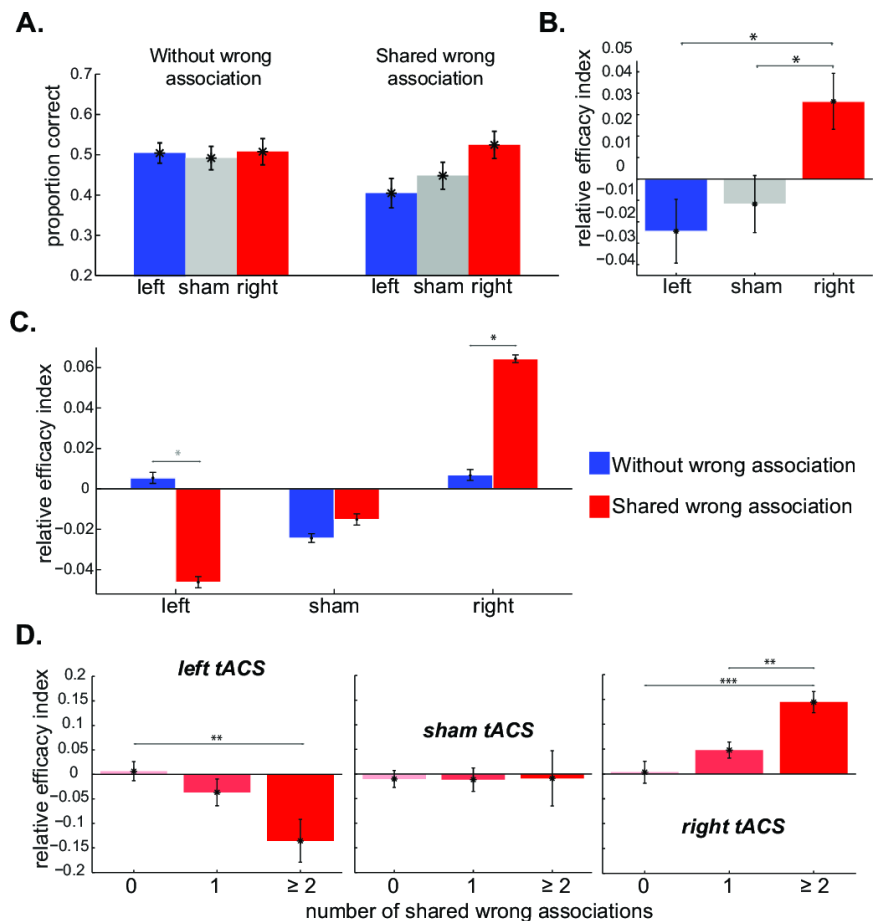 A.
Without wrong association
Shared wrong association
proportion correct
0.7
0.6
0.5
0.4
0.3
0.2
left sham right
left sham right
B.
relative efficacy index
0.05
0.04
0.03
0.02
0.01
0
−0.01
−0.02
−0.03
−0.04
*
*
left sham right
C.
relative efficacy index
0.06
0.04
0.02
0
−0.02
−0.04
*
*
left sham right
Without wrong association
Shared wrong association
D.
relative efficacy index
0.2
0.15
0.1
0.05
0
−0.05
−0.1
−0.15
−0.2
left tACS
**
0 1 ≥ 2
sham tACS
0 1 ≥ 2
**
***
right tACS
0 1 ≥ 2
number of shared wrong associations